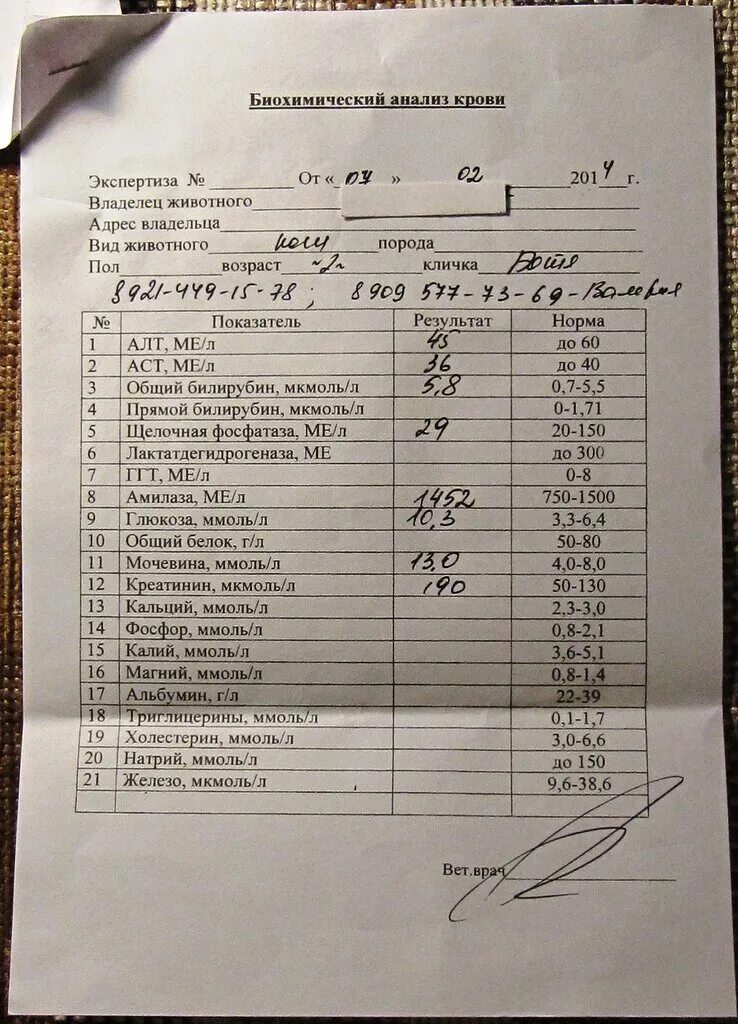 Биохимический анализ крови
Экспертиза № ________ От «_07_» ___02___ 2014 г.
Владелец животного
Адрес владельца
Вид животного порода
Пол возраст ~2г кличкаБотя
8921-449-15-78; 8909 577-73-69-Валерия
№ Показатель Результат Норма
1 АЛТ, МЕ/л 45 до 60
2 АСТ, МЕ/л 36 до 40
3 Общий билирубин, мкмоль/л 5,8 0,7-5,5
4 Прямой билирубин, мкмоль/л 0-1,71
5 Щелочная фосфатаза, МЕ/л 29 20-150
6 Лактатдегидрогеназа, МЕ до 300
7 ГГТ, МЕ/л 0-8
8 Амилаза, МЕ/л 1452 750-1500
9 Глюкоза, ммоль/л 10,3 3,3-6,4
10 Общий белок, г/л 50-80
11 Мочевина, ммоль/л 13,0 4,0-8,0
12 Креатинин, мкмоль/л 190 50-130
13 Кальций, ммоль/л 2,3-3,0
14 Фосфор, ммоль/л 0,8-2,1
15 Калий, ммоль/л 3,6-5,1
16 Магний, ммоль/л 0,8-1,4
17 Альбумин, г/л 22-39
18 Триглицерины, ммоль/л 0,1-1,7
19 Холестерин, ммоль/л 3,0-6,6
20 Натрий, ммоль/л до 150
21 Железо, мкмоль/л 9,6-38,6
Вет.врач